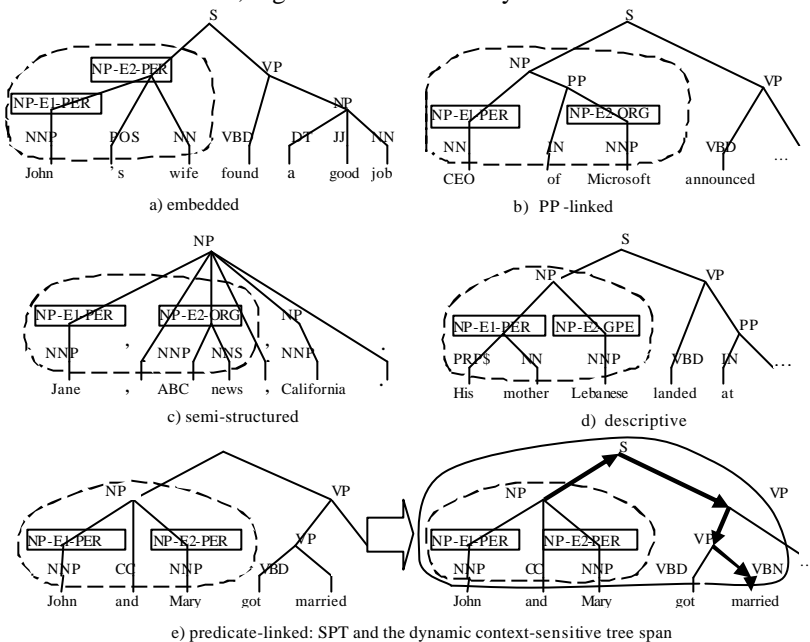 S
NP-E2-PER
NP-E1-PER
VP
NP
NNP POS NN VBD DT JJ NN
John 's wife found a good job
a) embedded
S
NP
PP
VP
NP-E1-PER NP-E2-ORG
NN IN NNP VBD ...
CEO of Microsoft announced
b) PP-linked
NP
NP-E1-PER NP-E2-ORG NP
NNP , NNP NNS , NNP .
Jane , ABC news , California .
c) semi-structured
S
NP VP
NP-E1-PER NP-E2-GPE PP
PRP$ NN NNP VBD IN ...
His mother Lebanese landed at
d) descriptive
NP VP
NP-E1-PER NP-E2-PER VP
NNP CC NNP VBD
John and Mary got married
S
NP VP
NP-E1-PER NP-E2-PER VP
NNP CC NNP VBD VBN ...
John and Mary got married
e) predicate-linked: SPT and the dynamic context-sensitive tree span